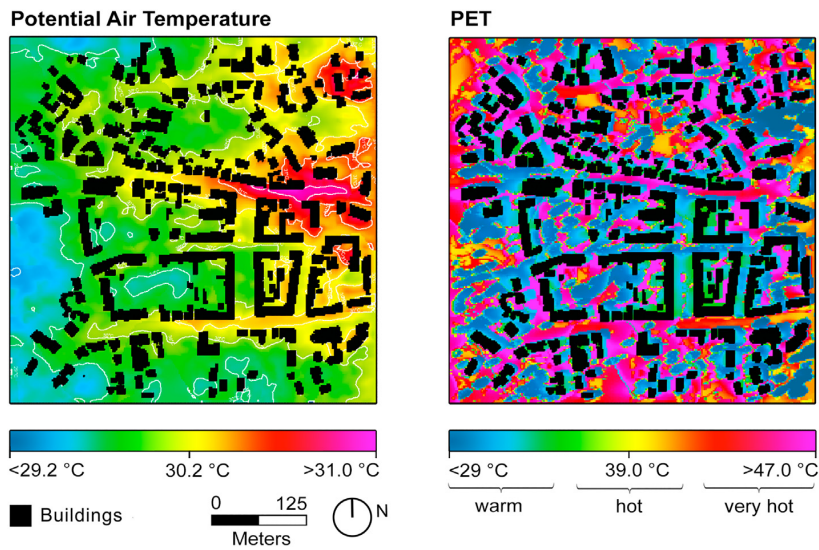 Potential Air Temperature
PET
<29.2 °C 30.2 °C >31.0 °C
<29 °C 39.0 °C >47.0 °C
warm hot very hot
Buildings
0 125
Meters
N